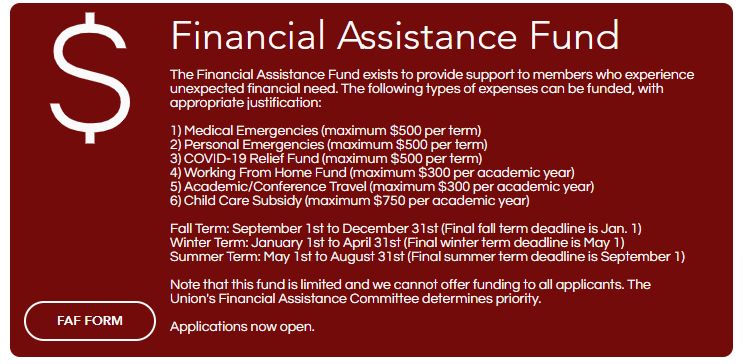 $
Financial Assistance Fund
The Financial Assistance Fund exists to provide support to members who experience
unexpected financial need. The following types of expenses can be funded, with
appropriate justification:
1) Medical Emergencies (maximum $500 per term)
2) Personal Emergencies (maximum $500 per term)
3) COVID-19 Relief Fund (maximum $500 per term)
4) Working From Home Fund (maximum $300 per academic year)
5) Academic/Conference Travel (maximum $300 per academic year)
6) Child Care Subsidy (maximum $750 per academic year)
Fall Term: September 1st to December 31st (Final fall term deadline is Jan. 1)
Winter Term: January 1st to April 31st (Final winter term deadline is May 1)
Summer Term: May 1st to August 31st (Final summer term deadline is September 1)
Note that this fund is limited and we cannot offer funding to all applicants. The
Union's Financial Assistance Committee determines priority.
FAF FORM
Applications now open.